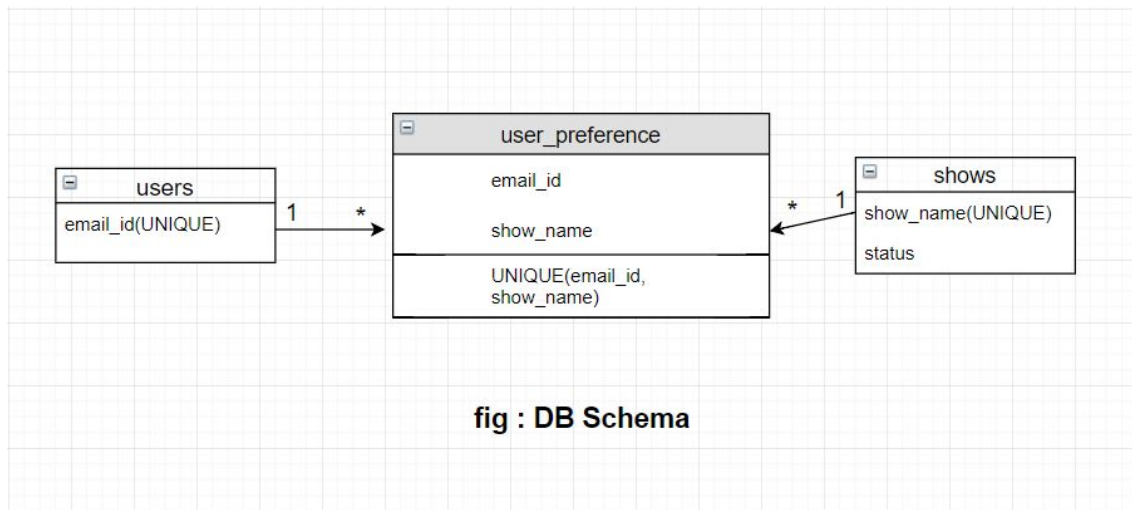 user_preference
email_id
show_name
UNIQUE(email_id,
show_name)
users
email_id(UNIQUE)
1
*
shows
show_name(UNIQUE)
status
1
*
fig : DB Schema